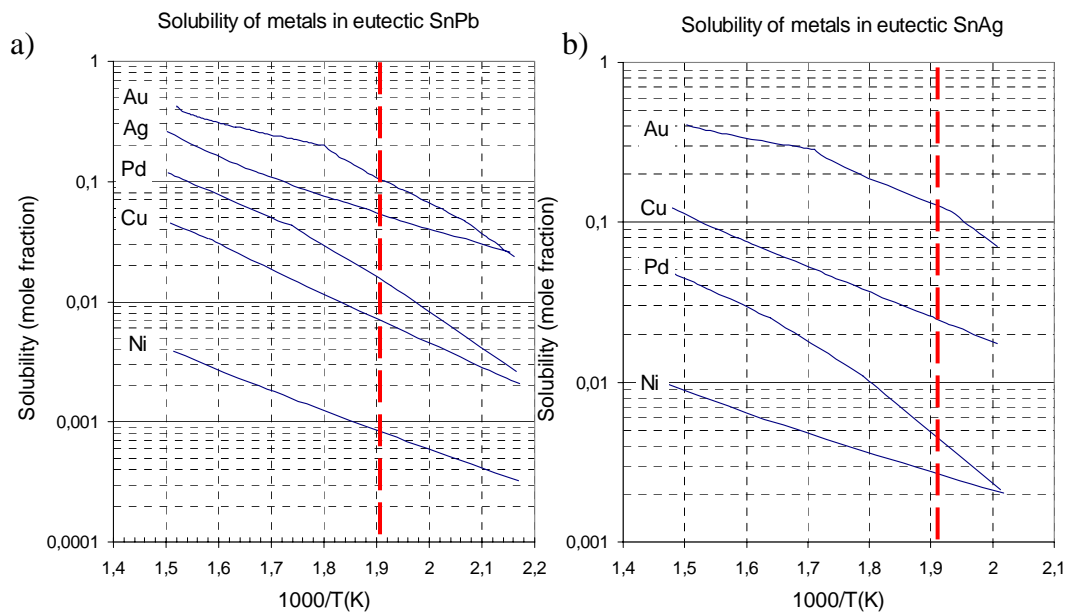 a)
Solubility of metals in eutectic SnPb
Solubility (mole fraction)
1
0,1
0,01
0,001
0,0001
Au
Ag
Pd
Cu
Ni
1,4 1,5 1,6 1,7 1,8 1,9 2 2,1 2,2
1000/T(K)
b)
Solubility of metals in eutectic SnAg
Solubility (mole fraction)
1
0,1
0,01
0,001
Au
Cu
Pd
Ni
1,4 1,5 1,6 1,7 1,8 1,9 2 2,1
1000/T(K)